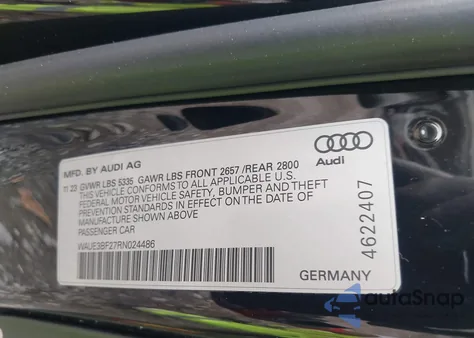 MFD. BY AUDI AG
11 23 GVWR LBS 5335 GAWR LBS FRONT 2657 /REAR 2800
THIS VEHICLE CONFORMS TO ALL APPLICABLE U.S.
FEDERAL MOTOR VEHICLE SAFETY, BUMPER AND THEFT
PREVENTION STANDARDS IN EFFECT ON THE DATE OF
MANUFACTURE SHOWN ABOVE
PASSENGER CAR
WAUE3BF27RN024486
Audi
4622407
GERMANY
autoSnap